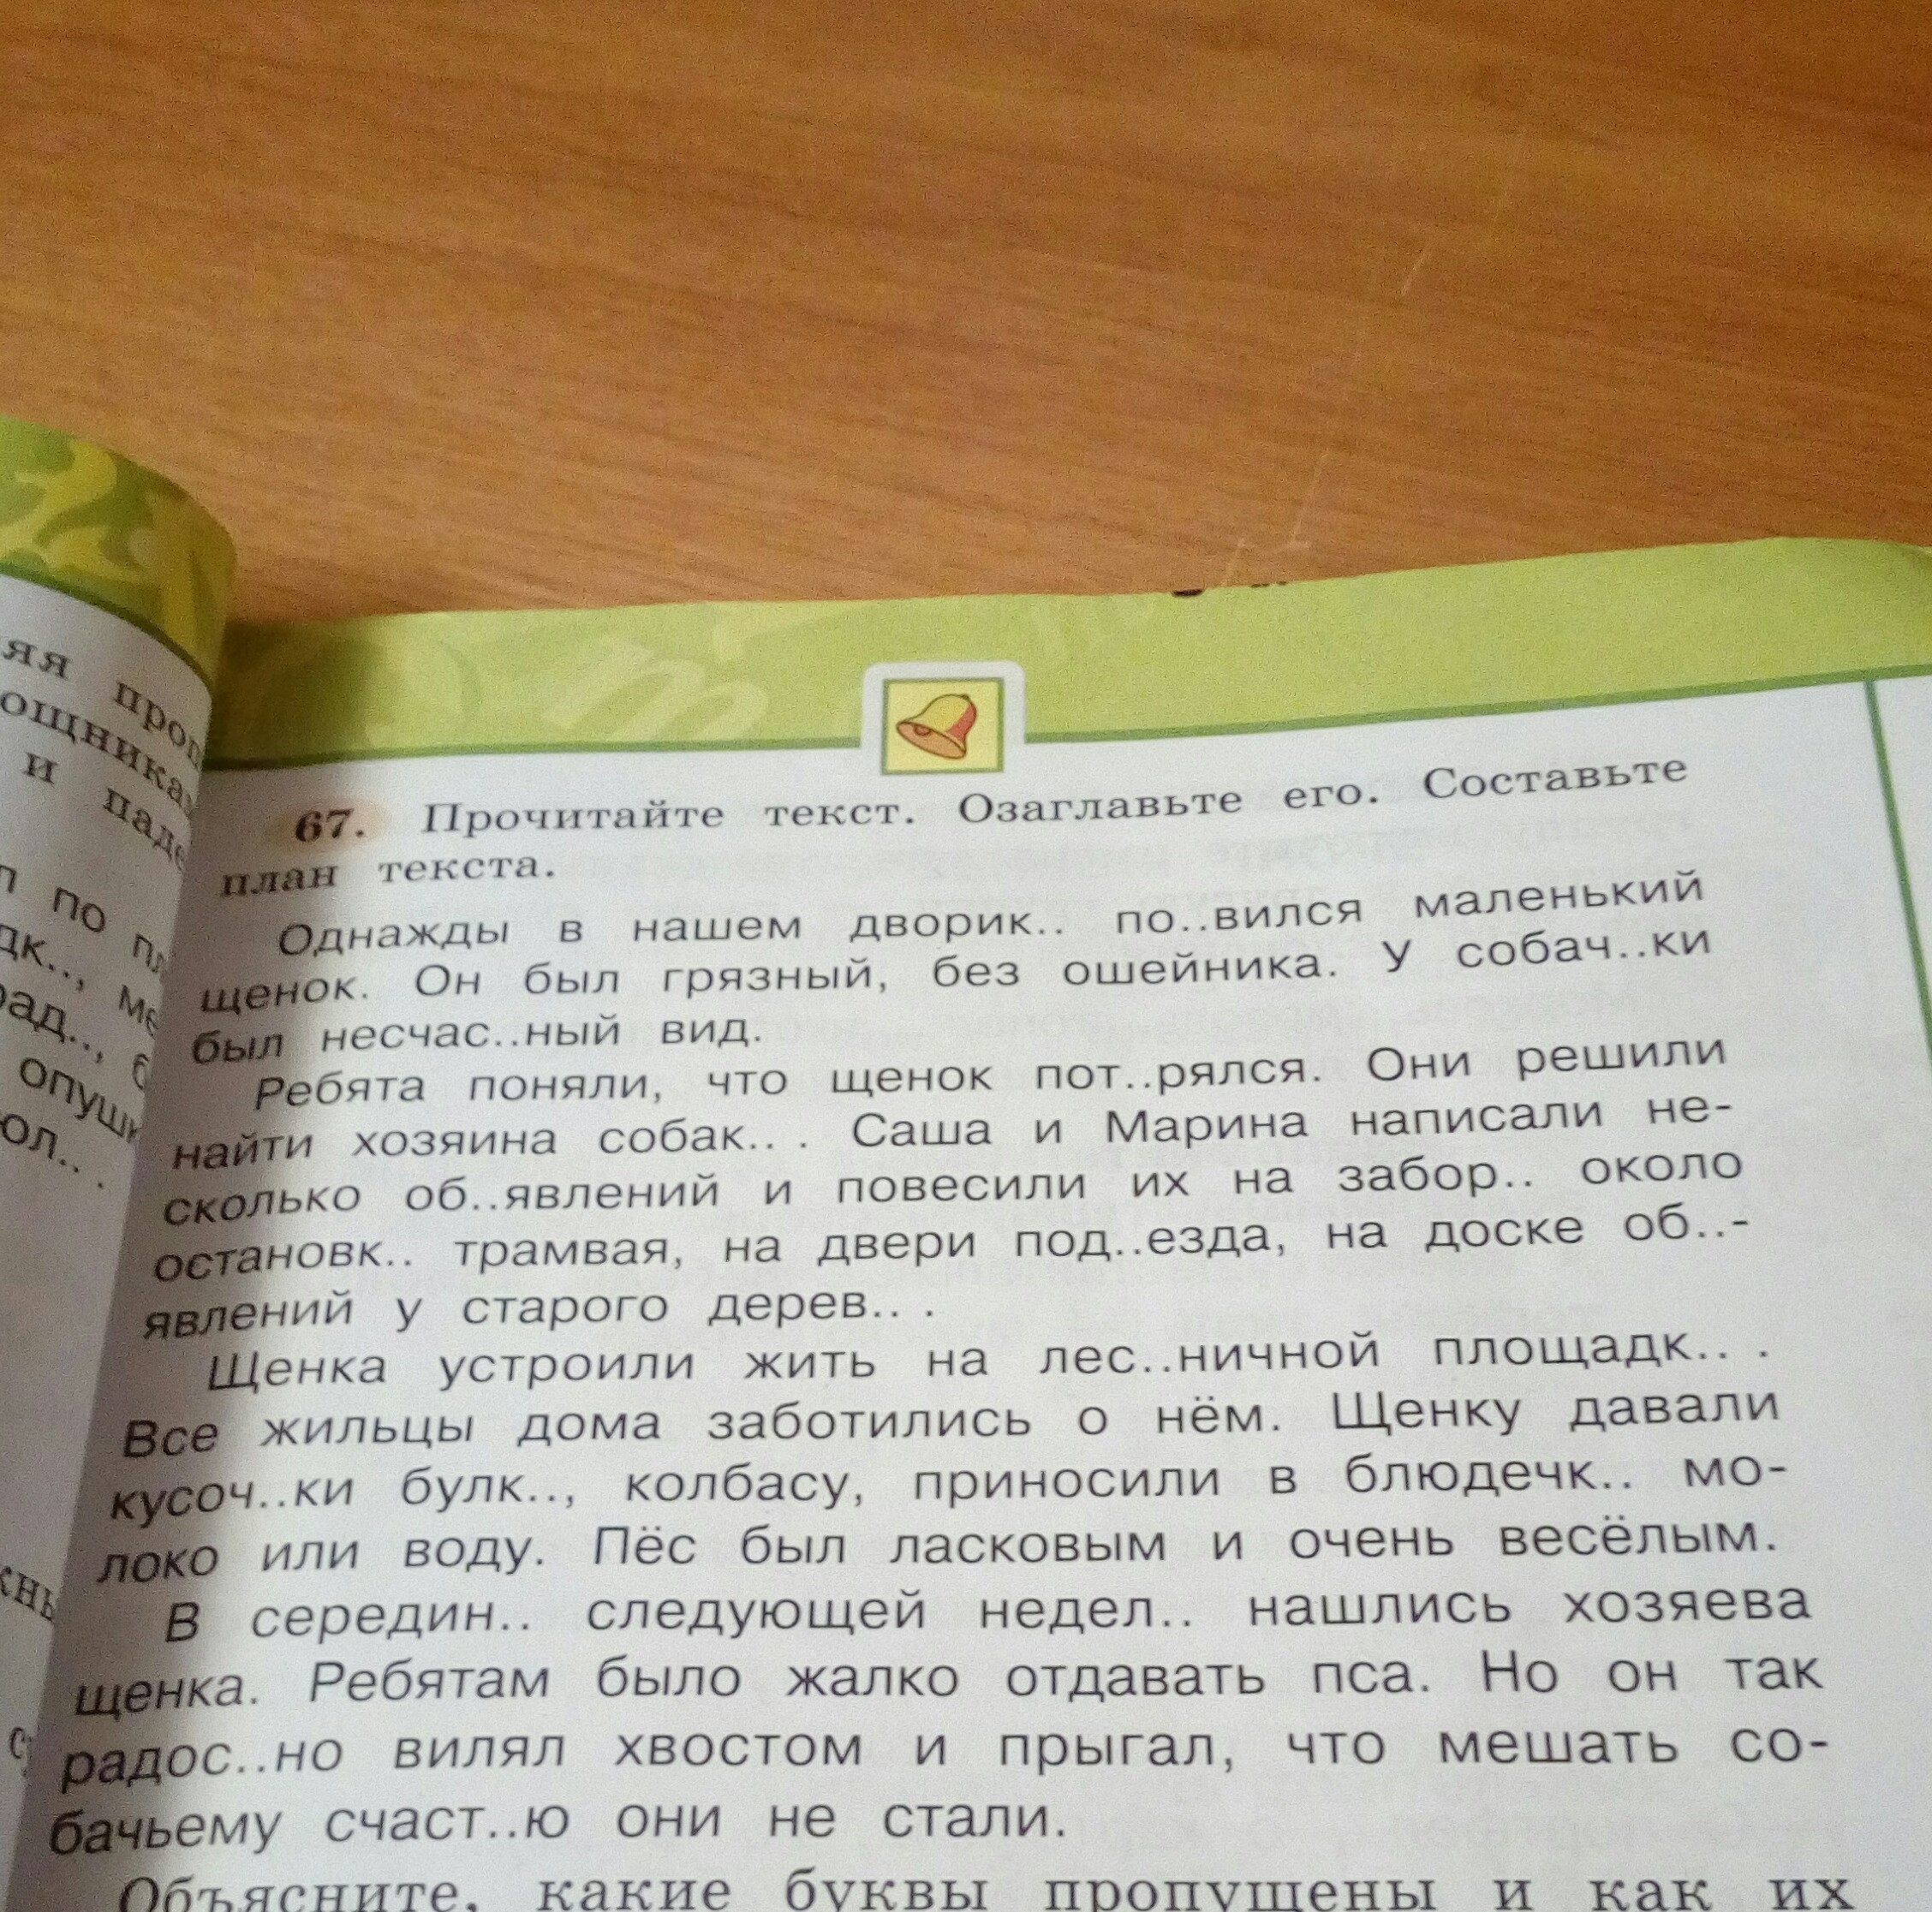 67. Прочитайте текст. Озаглавьте его. Составьте
план текста.
Однажды в нашем дворик.. по..вился маленький
щенок. Он был грязный, без ошейника. У собач..ки
был несчас..ный вид.
Ребята поняли, что щенок пот..рялся. Они решили
найти хозяина собак.. . Саша и Марина написали не-
сколько об..явлений и повесили их на забор.. около
остановк.. трамвая, на двери под..езда, на доске об..-
явлений у старого дерев.. .
Щенка устроили жить на лес..ничной площадк.. .
Все жильцы дома заботились о нём. Щенку давали
кусоч..ки булк.., колбасу, приносили в блюдечк.. мо-
локо или воду. Пёс был ласковым и очень весёлым.
В середин.. следующей недел.. нашлись хозяева
щенка. Ребятам было жалко отдавать пса. Но он так
радос..но вилял хвостом и прыгал, что мешать со-
бачьему счаст..ю они не стали.
Объясните, какие буквы пропущены и как их